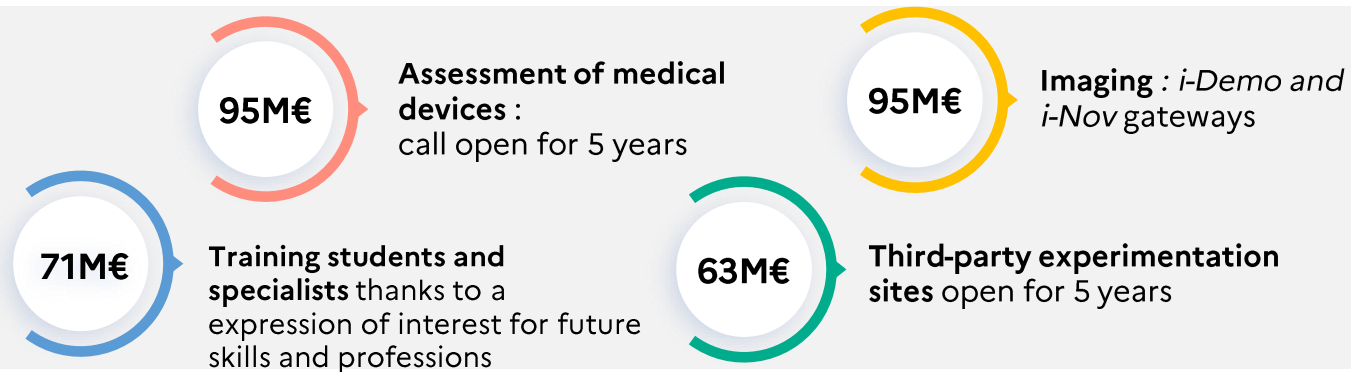 95M€
Assessment of medical
devices :
call open for 5 years
95M€
Imaging : i-Demo and
i-Nov gateways
71M€
Training students and
specialists thanks to a
expression of interest for future
skills and professions
63M€
Third-party experimentation
sites open for 5 years